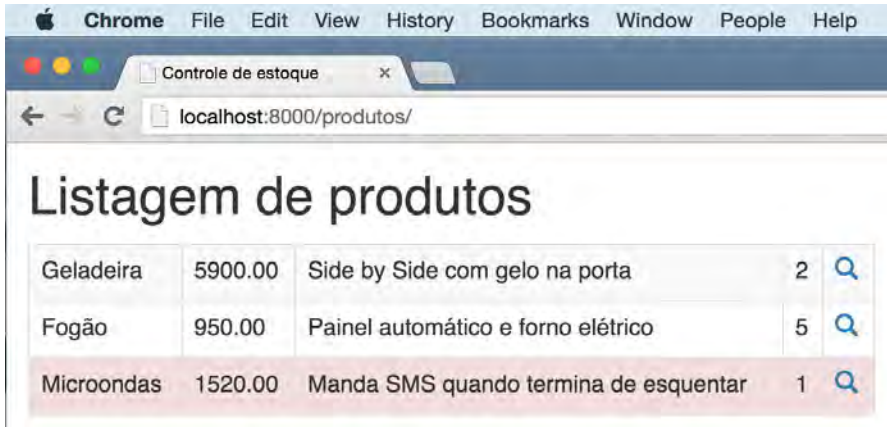 Chrome File Edit View History Bookmarks Window People Help
Controle de estoque
localhost:8000/produtos/
Listagem de produtos
Geladeira 5900.00 Side by Side com gelo na porta 2
Fogão 950.00 Painel automático e forno elétrico 5
Microondas 1520.00 Manda SMS quando termina de esquentar 1